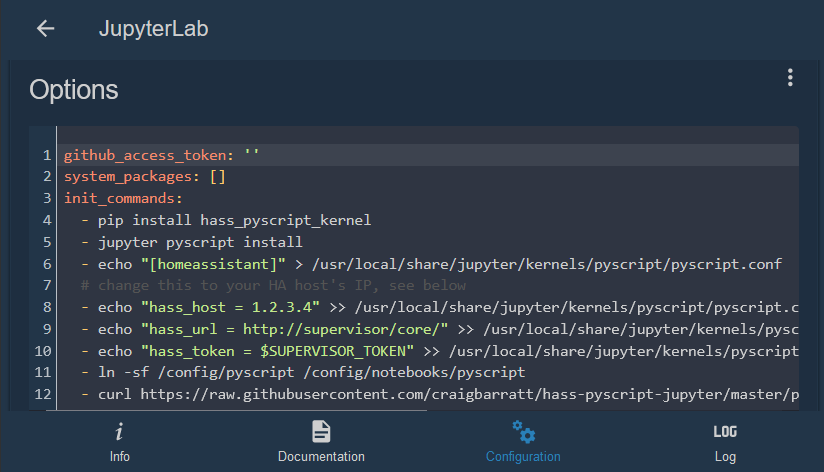 JupyterLab
Options
1 github_access_token: ''
2 system_packages: []
3 init_commands:
4 - pip install hass_pyscript_kernel
5 - jupyter pyscript install
6 - echo "[homeassistant]" > /usr/local/share/jupyter/kernels/pyscript/pyscript.conf
7 # change this to your HA host's IP, see below
8 - echo "hass_host = 1.2.3.4" >> /usr/local/share/jupyter/kernels/pyscript/pyscript.c
9 - echo "hass_url = http://supervisor/core/" >> /usr/local/share/jupyter/kernels/pysc
10 - echo "hass_token = $SUPERVISOR_TOKEN" >> /usr/local/share/jupyter/kernels/pyscript
11 - ln -sf /config/pyscript /config/notebooks/pyscript
12 - curl https://raw.githubusercontent.com/craigbarratt/hass-pyscript-jupyter/master/p
i LOG
Info Documentation Configuration Log